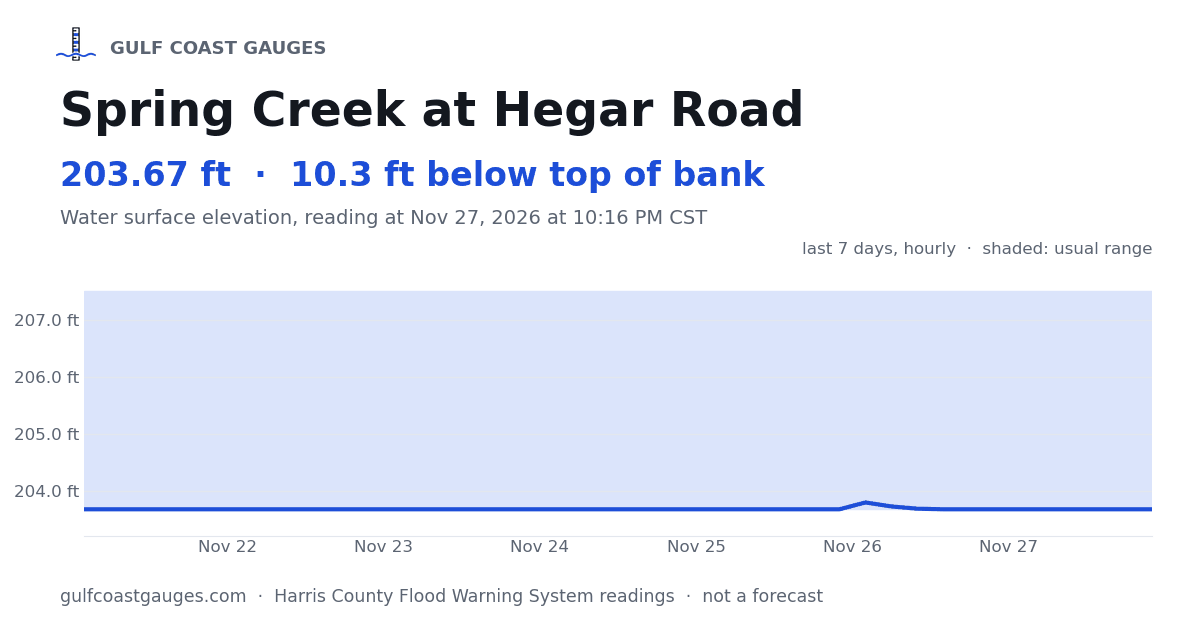 GULF COAST GAUGES
Spring Creek at Hegar Road
203.67 ft · 10.3 ft below top of bank
Water surface elevation, reading at Nov 27, 2026 at 10:16 PM CST
last 7 days, hourly · shaded: usual range
207.0 ft
206.0 ft
205.0 ft
204.0 ft
Nov 22 Nov 23 Nov 24 Nov 25 Nov 26 Nov 27
gulfcoastgauges.com · Harris County Flood Warning System readings · not a forecast